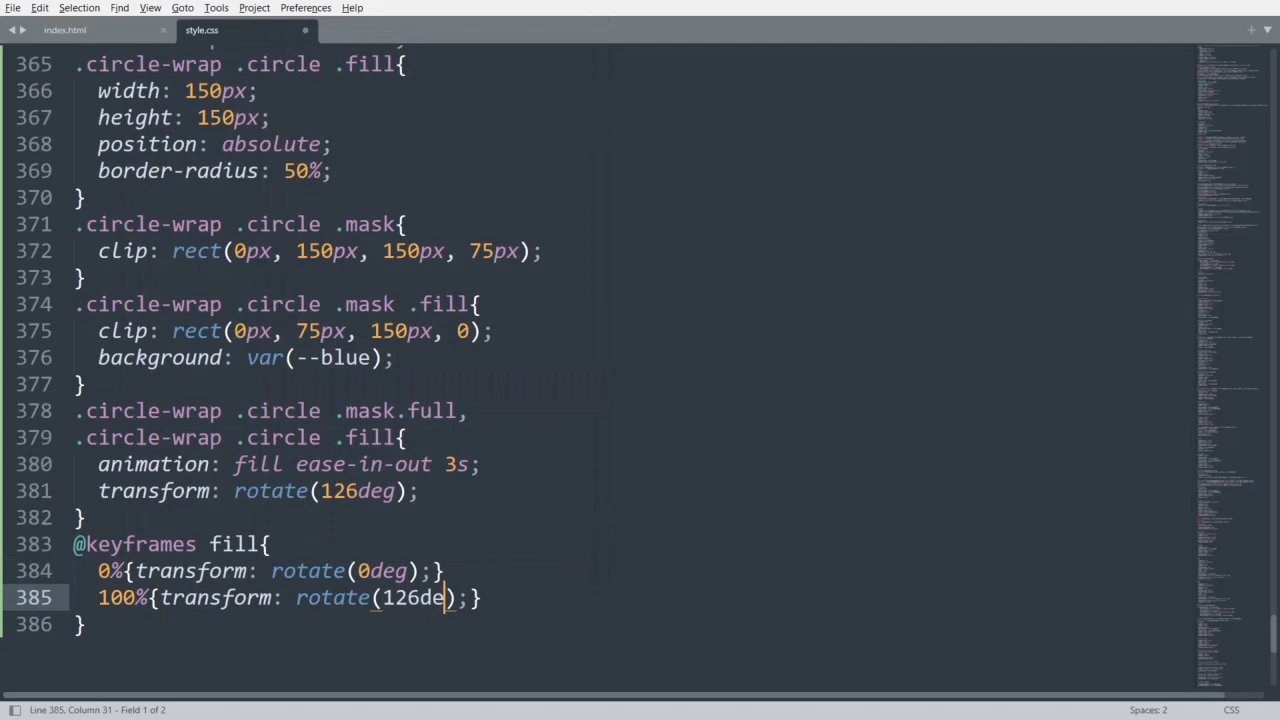 File Edit Selection Find View Goto Tools Project Preferences Help
index.html
style.css
365 .circle-wrap .circle .fill{
366 width: 150px;
367 height: 150px;
368 position: absolute;
369 border-radius: 50%;
370 }
371 .circle-wrap .circle .mask{
372 clip rect(0px, 150px, 150px, 75px);
373 }
374 .circle-wrap .circle .mask .fill{
375 clip: rect(0px, 75px 150px, 0);
376 background: var(--blue);
377 }
378 .circle-wrap .circle .mask.full,
379 .circle-wrap .circle .fill{
380 animation: fill ease-in-out 3s;
381 transform: rotate(126deg);
382 }
383 @keyframes fill{
384 0%{transform: rotate(0deg);}
385 100%{transform: rotate(126de);}
386 }
Line 385, Column 31 - Field 1 of 2
Spaces: 2
CSS